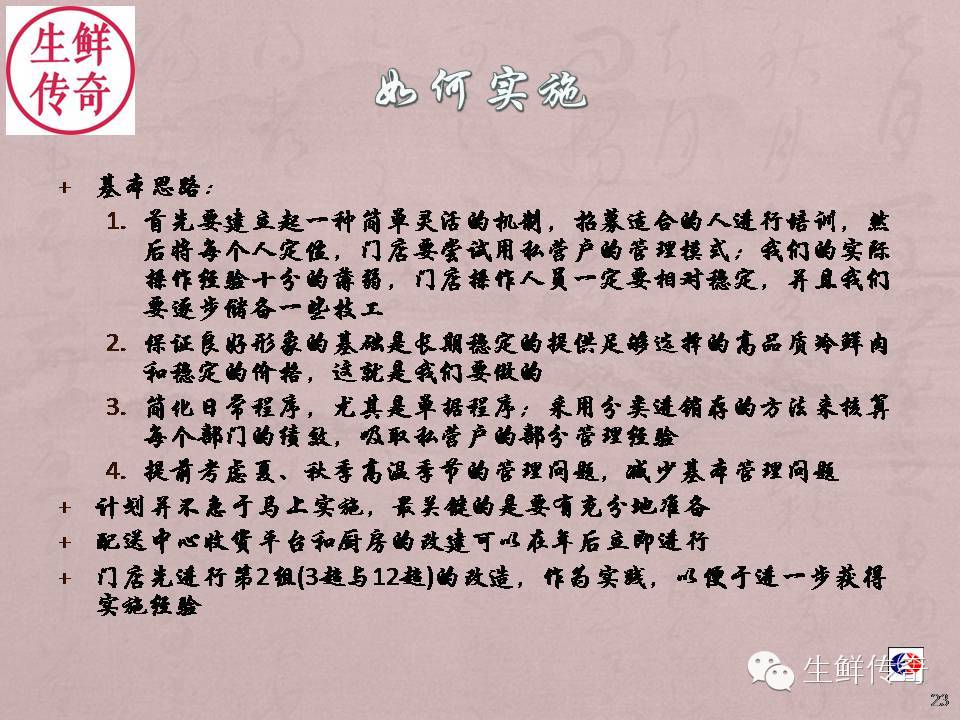 生鲜
传奇
如何实施
+ 基本思路：
1. 首先要建立起一种简单灵活的机制，招募适合的人进行培训，然
后将每个人定位，门店要尝试用私营户的管理模式；我们的实际
操作经验十分的薄弱，门店操作人员一定要相对稳定，并且我们
要逐步储备一些技工
2. 保证良好形象的基础是长期稳定的提供足够选择的高品质冷鲜肉
和稳定的价格，这就是我们要做的
3. 简化日常程序，尤其是单据程序；采用分类进销存的方法来核算
每个部门的绩效，吸取私营户的部分管理经验
4. 提前考虑夏、秋季高温季节的管理问题，减少基本管理问题
+ 计划并不急于马上实施，最关键的是要有充分地准备
+ 配送中心收货平台和厨房的改建可以在年后立即进行
+ 门店先进行第2组(3超与12超)的改造，作为实践，以便于进一步获得
实施经验
生鲜传奇
23